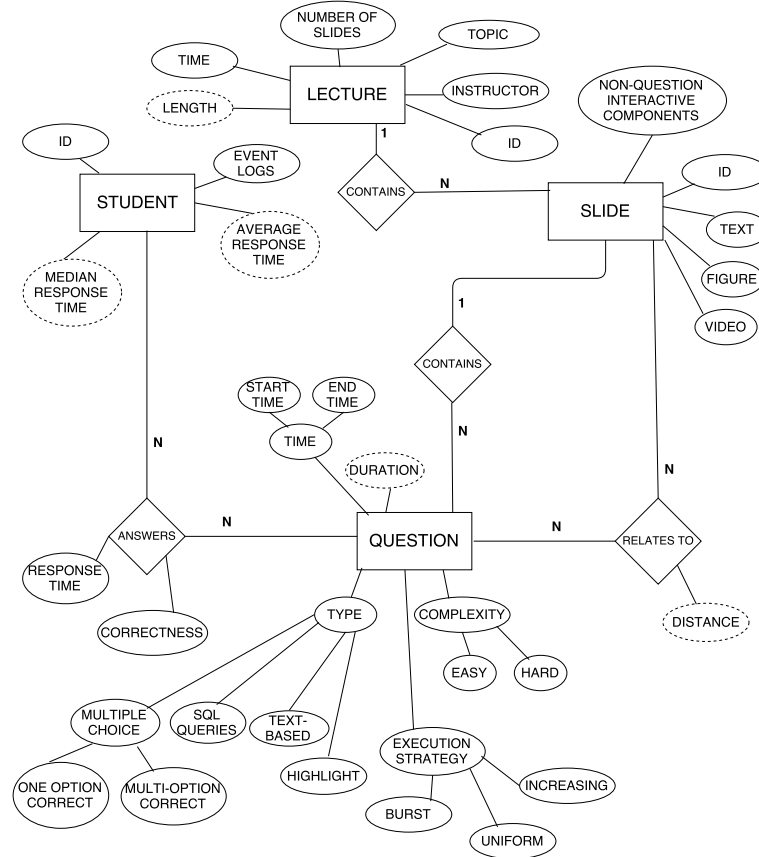 NUMBER OF
SLIDES
TOPIC
TIME
LECTURE
INSTRUCTOR
LENGTH
ID
NON-QUESTION
INTERACTIVE
COMPONENTS
1
ID
EVENT
LOGS
CONTAINS
N
ID
STUDENT
SLIDE
TEXT
AVERAGE
RESPONSE
TIME
MEDIAN
RESPONSE
TIME
FIGURE
VIDEO
1
CONTAINS
START
TIME
END
TIME
TIME
N
N
DURATION
N
N
N
ANSWERS
QUESTION
RELATES TO
RESPONSE
TIME
CORRECTNESS
TYPE
COMPLEXITY
DISTANCE
EASY
HARD
MULTIPLE
CHOICE
SQL
QUERIES
TEXT-
BASED
EXECUTION
STRATEGY
HIGHLIGHT
ONE OPTION
CORRECT
MULTI-OPTION
CORRECT
INCREASING
BURST
UNIFORM